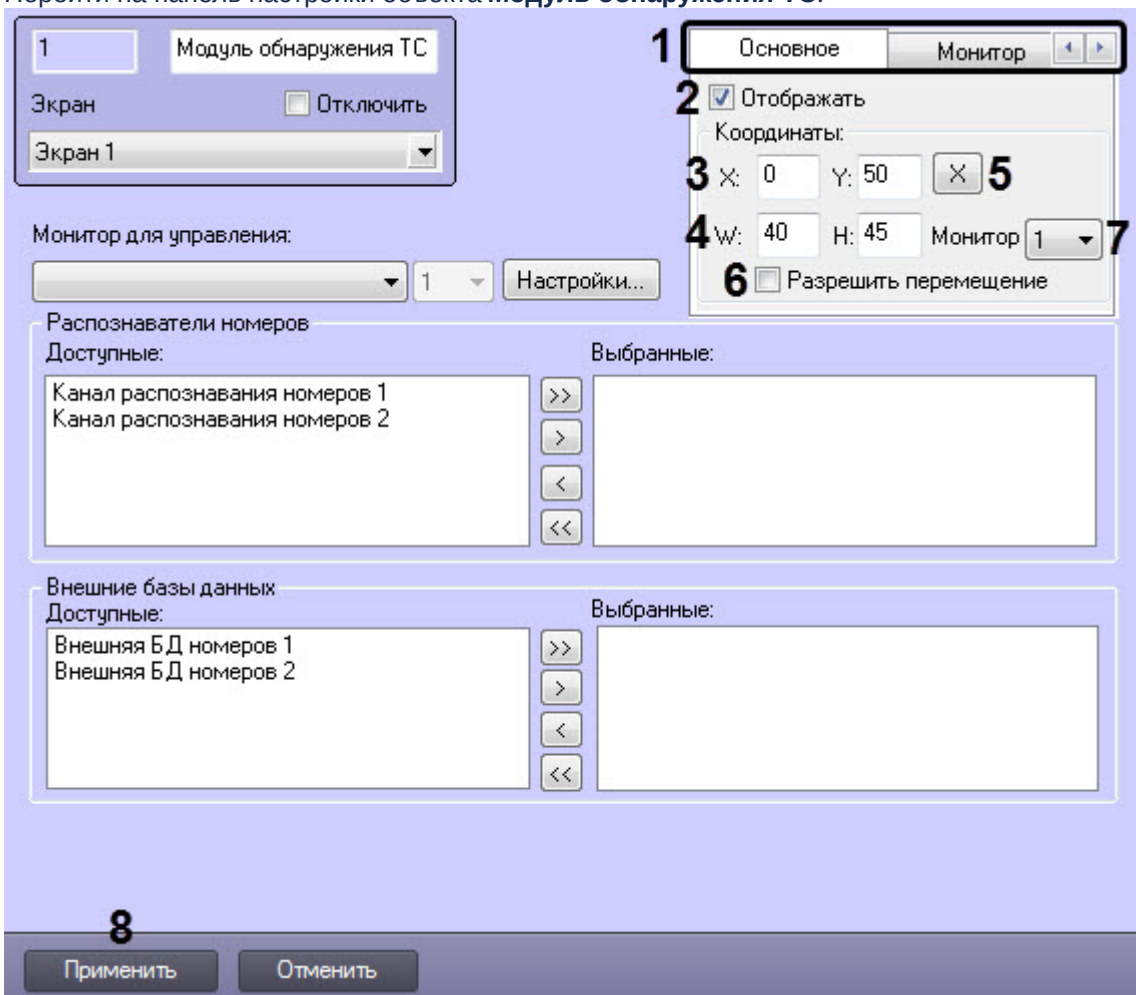 Перейти на панель настройки объекта Модуль обнаружения ТС.
1 Модуль обнаружения ТС
Экран Отключить
Экран 1
1 Основное Монитор
2 Отображать
Координаты:
3 X: 0 Y: 50 X 5
4 W: 40 H: 45 Монитор 1 7
6 Разрешить перемещение
Монитор для управления:
1 Настройки...
Распознаватели номеров
Доступные: Выбранные:
Канал распознавания номеров 1
Канал распознавания номеров 2
>>
>
<
<<
Внешние базы данных
Доступные: Выбранные:
Внешняя БД номеров 1
Внешняя БД номеров 2
>>
>
<
<<
8
Применить Отменить